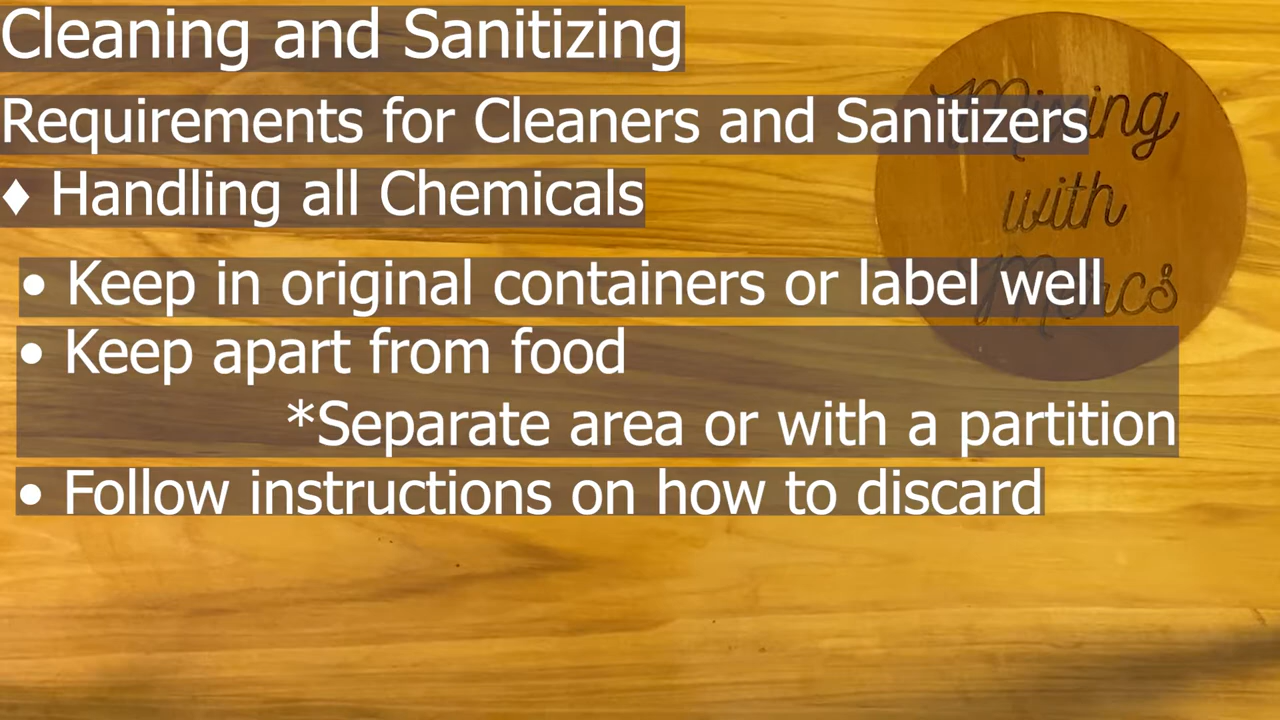 Cleaning and Sanitizing
Requirements for Cleaners and Sanitizers
♦ Handling all Chemicals
• Keep in original containers or label well
• Keep apart from food
*Separate area or with a partition
• Follow instructions on how to discard
Mixing
with